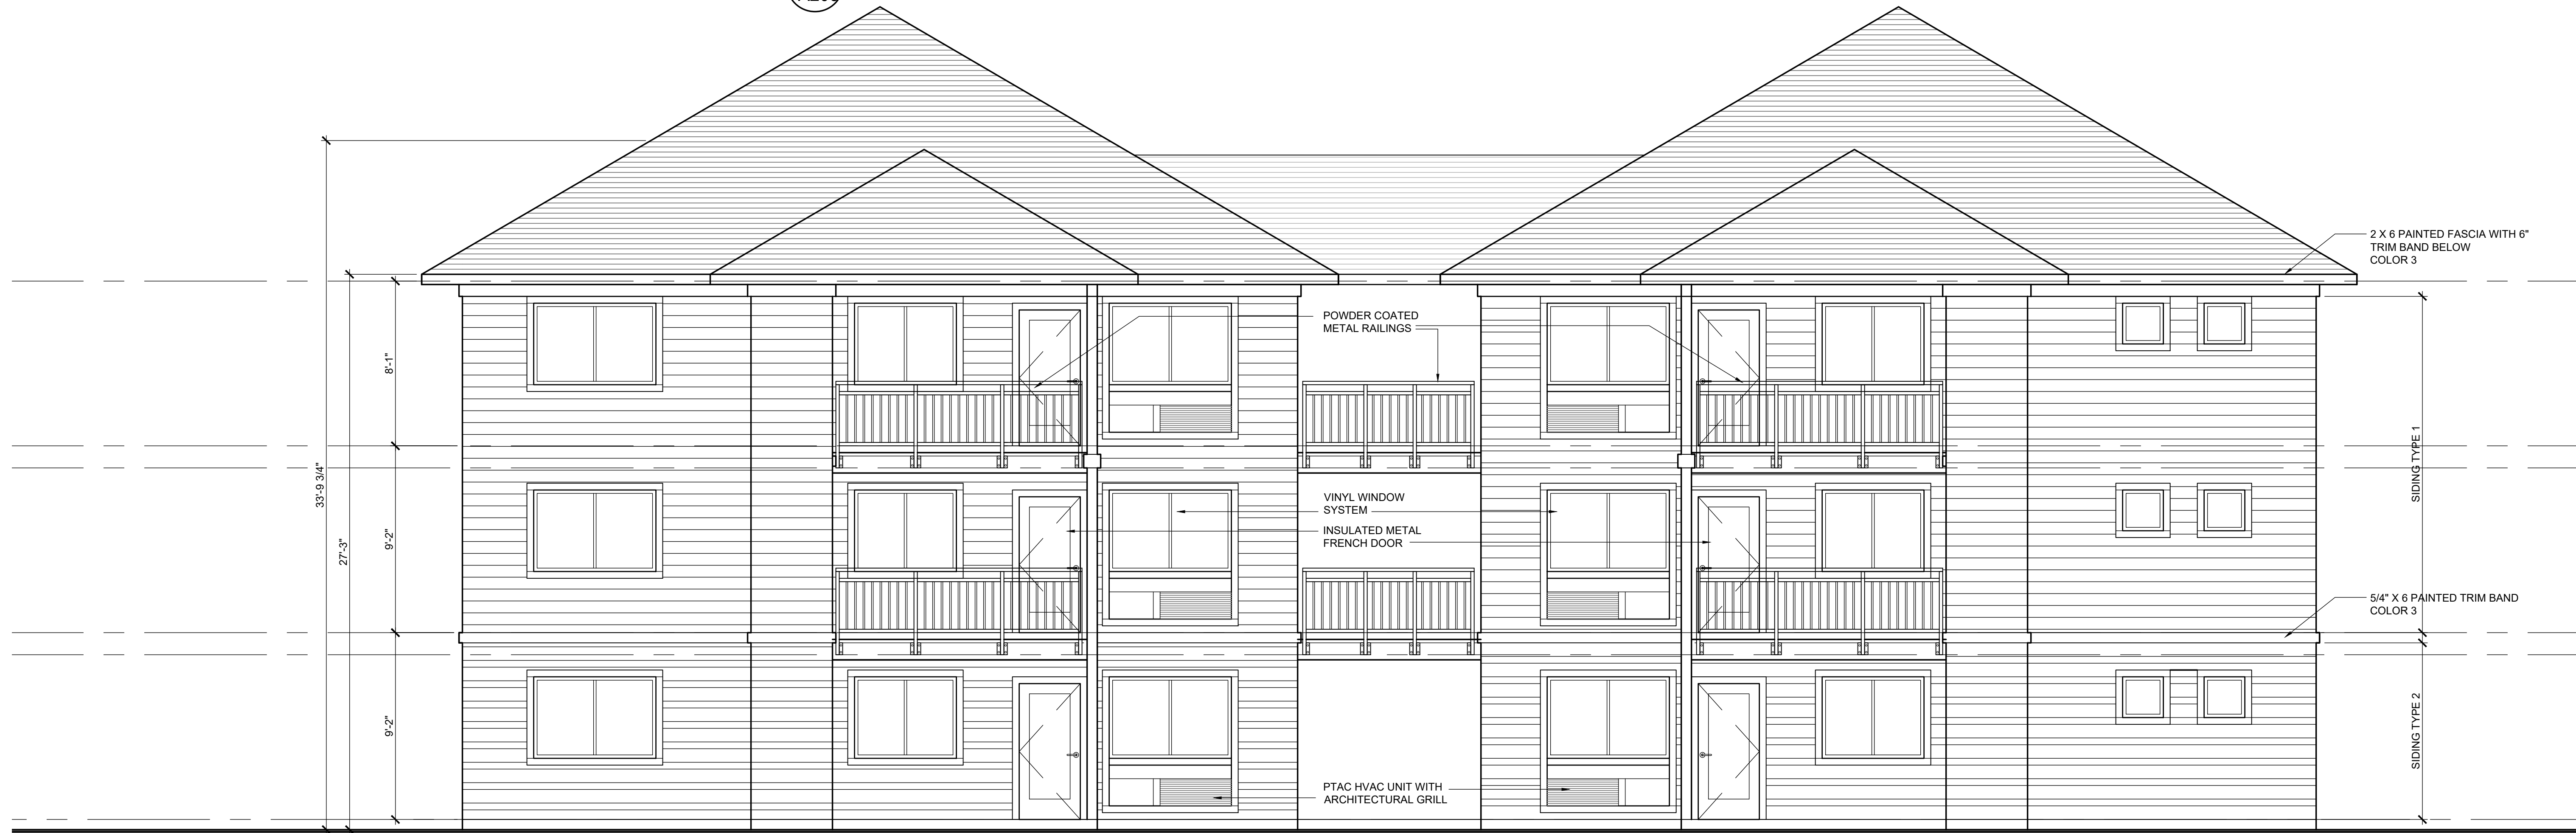 2 X 6 PAINTED FASCIA WITH 6"
TRIM BAND BELOW
COLOR 3
POWDER COATED
METAL RAILINGS
8'-1"
SIDING TYPE 1
33'-9 3/4"
VINYL WINDOW
SYSTEM
27'-3"
9'-2"
INSULATED METAL
FRENCH DOOR
5/4" X 6 PAINTED TRIM BAND
COLOR 3
9'-2"
SIDING TYPE 2
PTAC HVAC UNIT WITH
ARCHITECTURAL GRILL